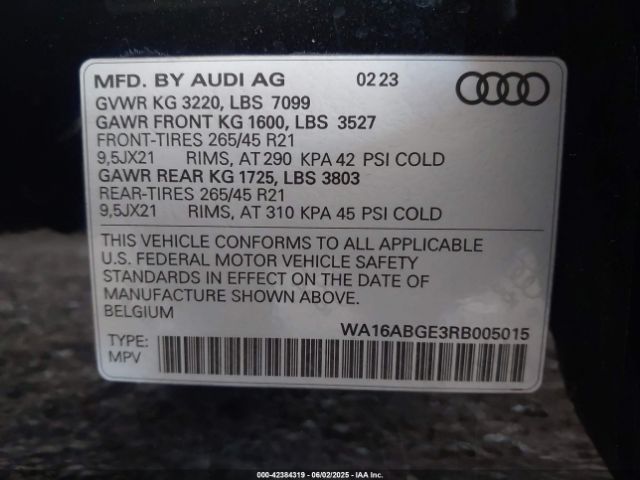 MFD. BY AUDI AG 02 23
GVWR KG 3220, LBS 7099
GAWR FRONT KG 1600, LBS 3527
FRONT-TIRES 265/45 R21
9,5JX21 RIMS, AT 290 KPA 42 PSI COLD
GAWR REAR KG 1725, LBS 3803
REAR-TIRES 265/45 R21
9,5JX21 RIMS, AT 310 KPA 45 PSI COLD
THIS VEHICLE CONFORMS TO ALL APPLICABLE
U.S. FEDERAL MOTOR VEHICLE SAFETY
STANDARDS IN EFFECT ON THE DATE OF
MANUFACTURE SHOWN ABOVE.
BELGIUM
WA16ABGE3RB005015
TYPE:
MPV
000-42384319 | 06/02/2025 - IAA Inc.